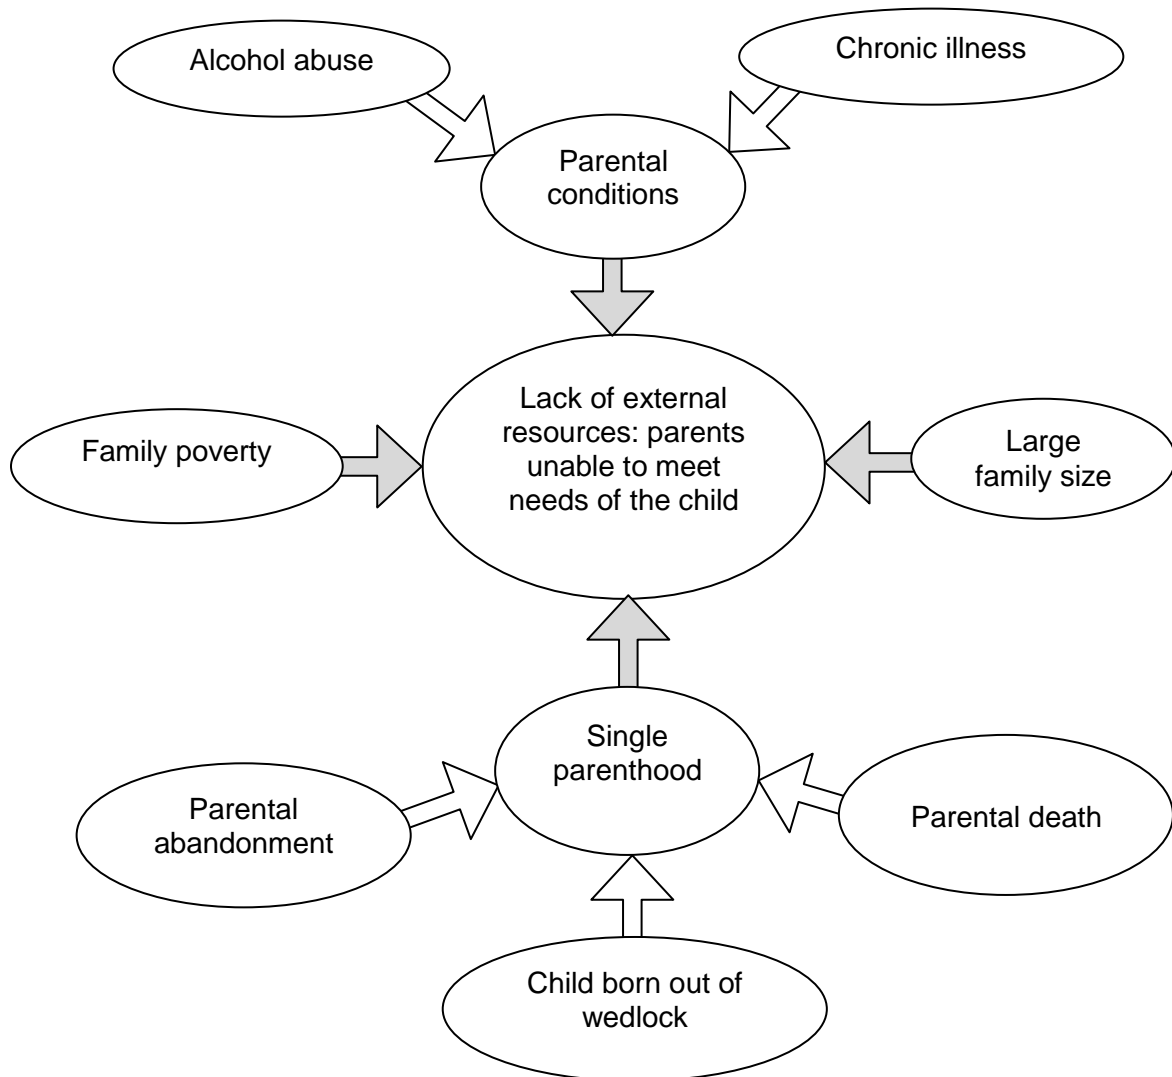 Alcohol abuse
Chronic illness
Parental
conditions
Lack of external
resources: parents
unable to meet
needs of the child
Family poverty
Large
family size
Single
parenthood
Parental
abandonment
Parental death
Child born out of
wedlock